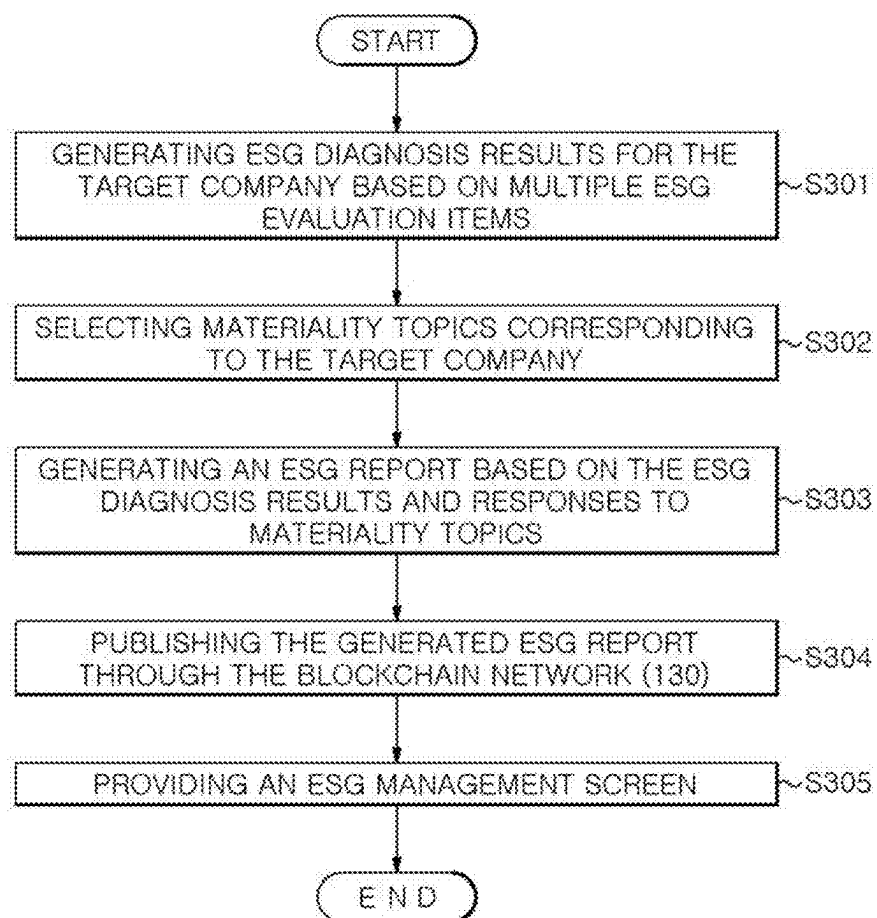 START
GENERATING ESG DIAGNOSIS RESULTS FOR THE
TARGET COMPANY BASED ON MULTIPLE ESG
EVALUATION ITEMS
S301
SELECTING MATERIALITY TOPICS CORRESPONDING
TO THE TARGET COMPANY
S302
GENERATING AN ESG REPORT BASED ON THE ESG
DIAGNOSIS RESULTS AND RESPONSES TO
MATERIALITY TOPICS
S303
PUBLISHING THE GENERATED ESG REPORT
THROUGH THE BLOCKCHAIN NETWORK (130)
S304
PROVIDING AN ESG MANAGEMENT SCREEN
S305
END